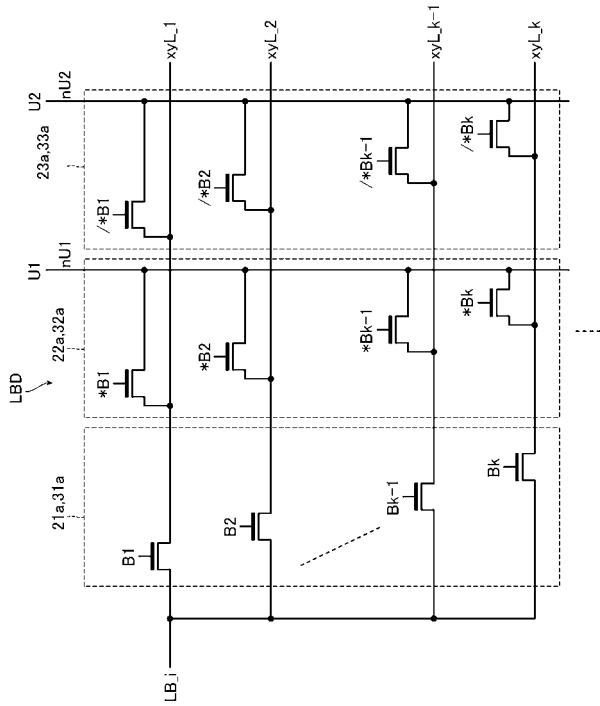 LBD
21a,31a
22a,32a
23a,33a
U1
nU1
U2
nU2
LB_i
B1
*B1
/*B1
xyL_1
B2
*B2
/*B2
xyL_2
Bk-1
*Bk-1
/*Bk-1
xyL_k-1
Bk
*Bk
/*Bk
xyL_k